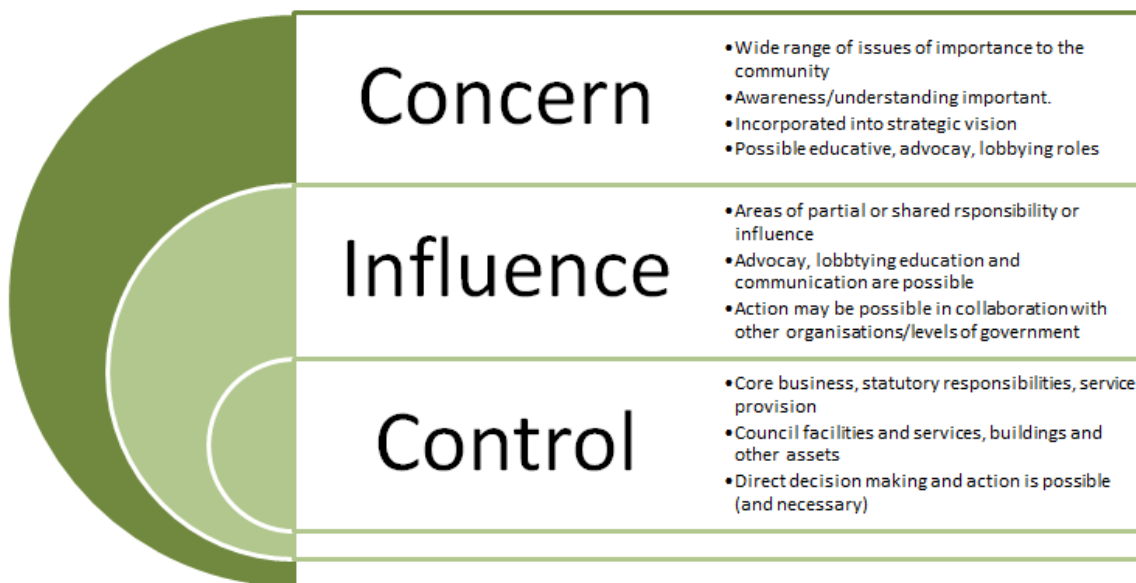 Concern
•Wide range of issues of importance to the
community
•Awareness/understanding important.
•Incorporated into strategic vision
•Possible educative, advocay, lobbying roles
Influence
•Areas of partial or shared rsponsibility or
influence
•Advocay, lobbtying education and
communication are possible
•Action may be possible in collaboration with
other organisations/levels of government
Control
•Core business, statutory responsibilities, service
provision
•Council facilities and services, buildings and
other assets
•Direct decision making and action is possible
(and necessary)